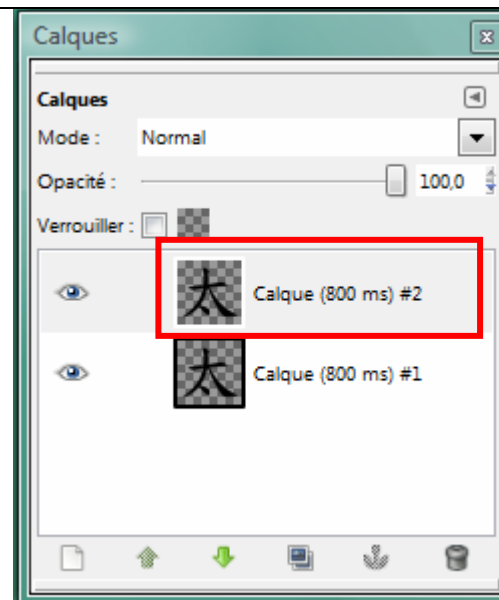 Calques
Calques
Mode : Normal
Opacité : 100,0
Verrouiller :
太 Calque (800 ms) #2
太 Calque (800 ms) #1